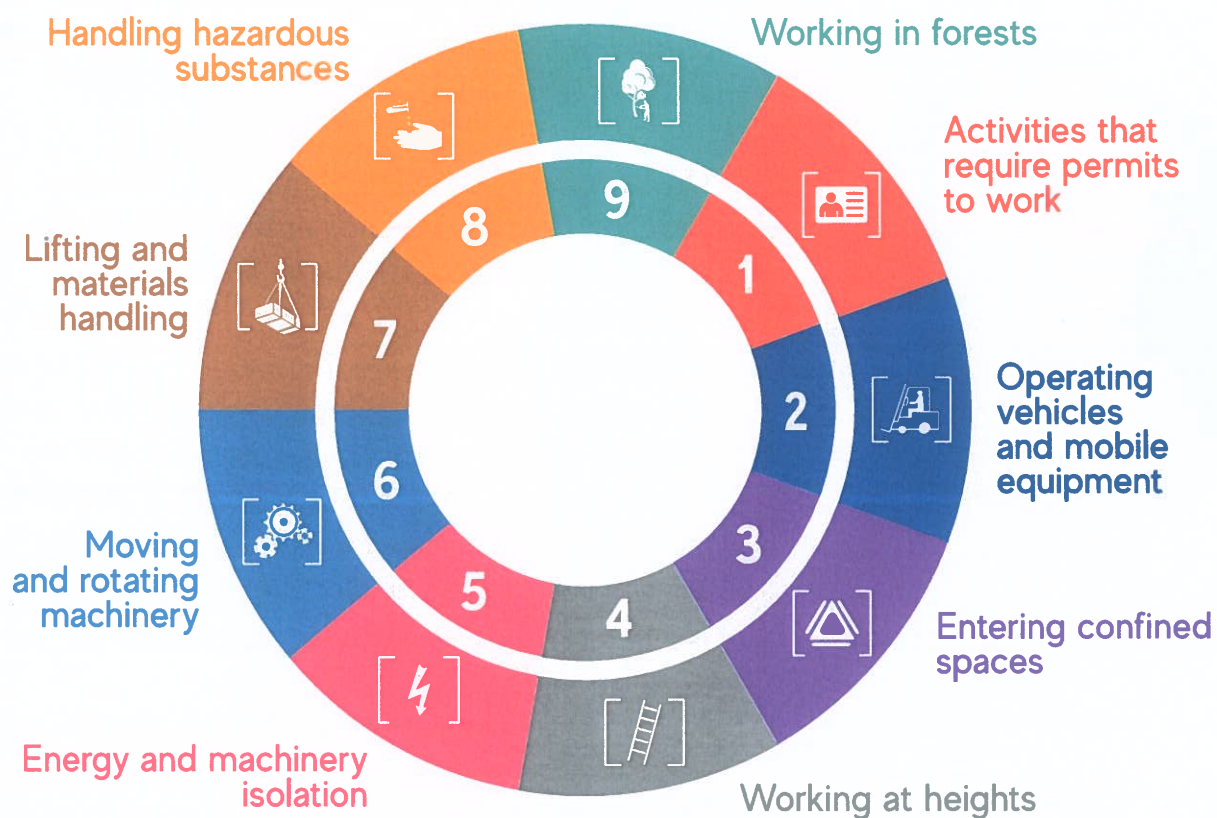 Handling hazardous
substances
Working in forests
Activities that
require permits
to work
Lifting and
materials
handling
Operating
vehicles
and mobile
equipment
Moving
and rotating
machinery
Entering confined
spaces
Energy and machinery
isolation
Working at heights
9
8
1
7
2
6
3
5
4